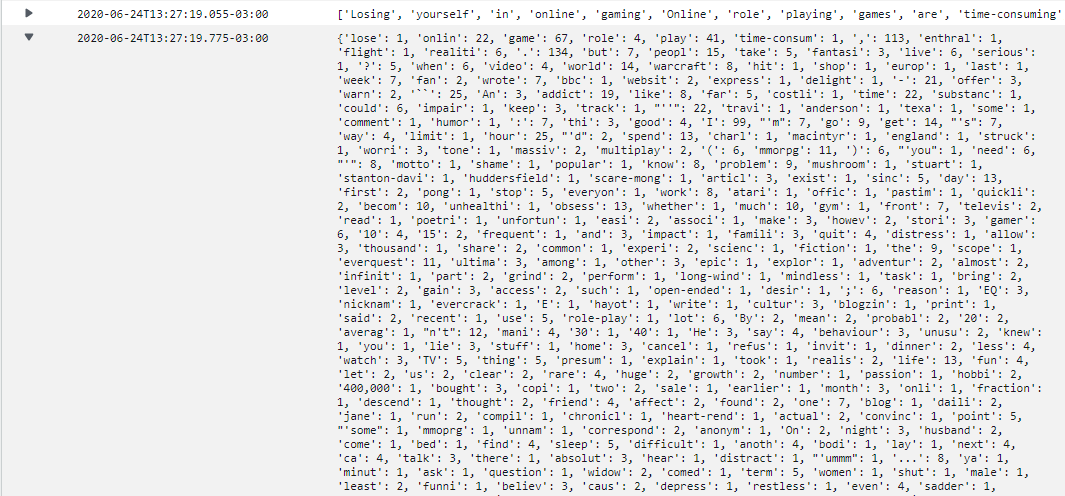 2020-06-24T13:27:19.055-03:00 ['Losing', 'yourself', 'in', 'online', 'gaming', 'Online', 'role', 'playing', 'games', 'are', 'time-consuming'
2020-06-24T13:27:19.775-03:00 {'lose': 1, 'onlin': 22, 'game': 67, 'role': 4, 'play': 41, 'time-consum': 1, ',': 113, 'enthral': 1,
'flight': 1, 'realiti': 6, '.': 134, 'but': 7, 'peopl': 15, 'take': 5, 'fantasi': 3, 'live': 6, 'serious':
1, '?': 5, 'when': 6, 'video': 4, 'world': 14, 'warcraft': 8, 'hit': 1, 'shop': 1, 'europ': 1, 'last': 1,
'week': 7, 'fan': 2, 'wrote': 7, 'bbc': 1, 'websit': 2, 'express': 1, 'delight': 1, '-': 21, 'offer': 3,
'warn': 2, '``': 25, 'An': 3, 'addict': 19, 'like': 8, 'far': 5, 'costli': 1, 'time': 22, 'substanc': 1,
'could': 6, 'impair': 1, 'keep': 3, 'track': 1, "''": 22, 'travi': 1, 'anderson': 1, 'texa': 1, 'some': 1,
'comment': 1, 'humor': 1, ':': 7, 'thi': 3, 'good': 4, 'I': 99, "'m": 7, 'go': 9, 'get': 14, "'s": 7,
'way': 4, 'limit': 1, 'hour': 25, "'d": 2, 'spend': 13, 'charl': 1, 'macintyr': 1, 'england': 1, 'struck':
1, 'worri': 3, 'tone': 1, 'massiv': 2, 'multiplay': 2, '(': 6, 'mmorpg': 11, ')': 6, "'you": 1, 'need': 6,
"'": 8, 'motto': 1, 'shame': 1, 'popular': 1, 'know': 8, 'problem': 9, 'mushroom': 1, 'stuart': 1,
'stanton-davi': 1, 'huddersfield': 1, 'scare-mong': 1, 'articl': 3, 'exist': 1, 'sinc': 5, 'day': 13,
'first': 2, 'pong': 1, 'stop': 5, 'everyon': 1, 'work': 8, 'atari': 1, 'offic': 1, 'pastim': 1, 'quickli':
2, 'becom': 10, 'unhealthi': 1, 'obsess': 13, 'whether': 1, 'much': 10, 'gym': 1, 'front': 7, 'televis': 2,
'read': 1, 'poetri': 1, 'unfortun': 1, 'easi': 2, 'associ': 1, 'make': 3, 'howev': 2, 'stori': 3, 'gamer':
6, '10': 4, '15': 2, 'frequent': 1, 'and': 3, 'impact': 1, 'famili': 3, 'quit': 4, 'distress': 1, 'allow':
3, 'thousand': 1, 'share': 2, 'common': 1, 'experi': 2, 'scienc': 1, 'fiction': 1, 'the': 9, 'scope': 1,
'everquest': 11, 'ultima': 3, 'among': 1, 'other': 3, 'epic': 1, 'explor': 1, 'adventur': 2, 'almost': 2,
'infinit': 1, 'part': 2, 'grind': 2, 'perform': 1, 'long-wind': 1, 'mindless': 1, 'task': 1, 'bring': 2,
'level': 2, 'gain': 3, 'access': 2, 'such': 1, 'open-ended': 1, 'desir': 1, ';': 6, 'reason': 1, 'EQ': 3,
'nicknam': 1, 'evercrack': 1, 'E': 1, 'hayot': 1, 'write': 1, 'cultur': 3, 'blogzin': 1, 'print': 1,
'said': 2, 'recent': 1, 'use': 5, 'role-play': 1, 'lot': 6, 'By': 2, 'mean': 2, 'probabl': 2, '20': 2,
'averag': 1, "n't": 12, 'mani': 4, '30': 1, '40': 1, 'He': 3, 'say': 4, 'behaviour': 3, 'unusu': 2, 'knew':
1, 'you': 1, 'lie': 3, 'stuff': 1, 'home': 3, 'cancel': 1, 'refus': 1, 'invit': 1, 'dinner': 2, 'less': 4,
'watch': 3, 'TV': 5, 'thing': 5, 'presum': 1, 'explain': 1, 'took': 1, 'realis': 2, 'life': 13, 'fun': 4,
'let': 2, 'us': 2, 'clear': 2, 'rare': 4, 'huge': 2, 'growth': 2, 'number': 1, 'passion': 1, 'hobbi': 2,
'400,000': 1, 'bought': 3, 'copi': 1, 'two': 2, 'sale': 1, 'earlier': 1, 'month': 3, 'onli': 1, 'fraction':
1, 'descend': 1, 'thought': 2, 'friend': 4, 'affect': 2, 'found': 2, 'one': 7, 'blog': 1, 'daili': 2,
'jane': 1, 'run': 2, 'compil': 1, 'chronicl': 1, 'heart-rend': 1, 'actual': 2, 'convinc': 1, 'point': 5,
"'some": 1, 'mmoprg': 1, 'unnam': 1, 'correspond': 2, 'anonym': 1, 'On': 2, 'night': 3, 'husband': 2,
'come': 1, 'bed': 1, 'find': 4, 'sleep': 5, 'difficult': 1, 'anoth': 4, 'bodi': 1, 'lay': 1, 'next': 4,
'ca': 4, 'talk': 3, 'there': 1, 'absolut': 3, 'hear': 1, 'distract': 1, "'ummm": 1, '...': 8, 'ya': 1,
'minut': 1, 'ask': 1, 'question': 1, 'widow': 2, 'comed': 1, 'term': 5, 'women': 1, 'shut': 1, 'male': 1,
'least': 2, 'funni': 1, 'believ': 3, 'caus': 2, 'depress': 1, 'restless': 1, 'even': 4, 'sadder': 1,